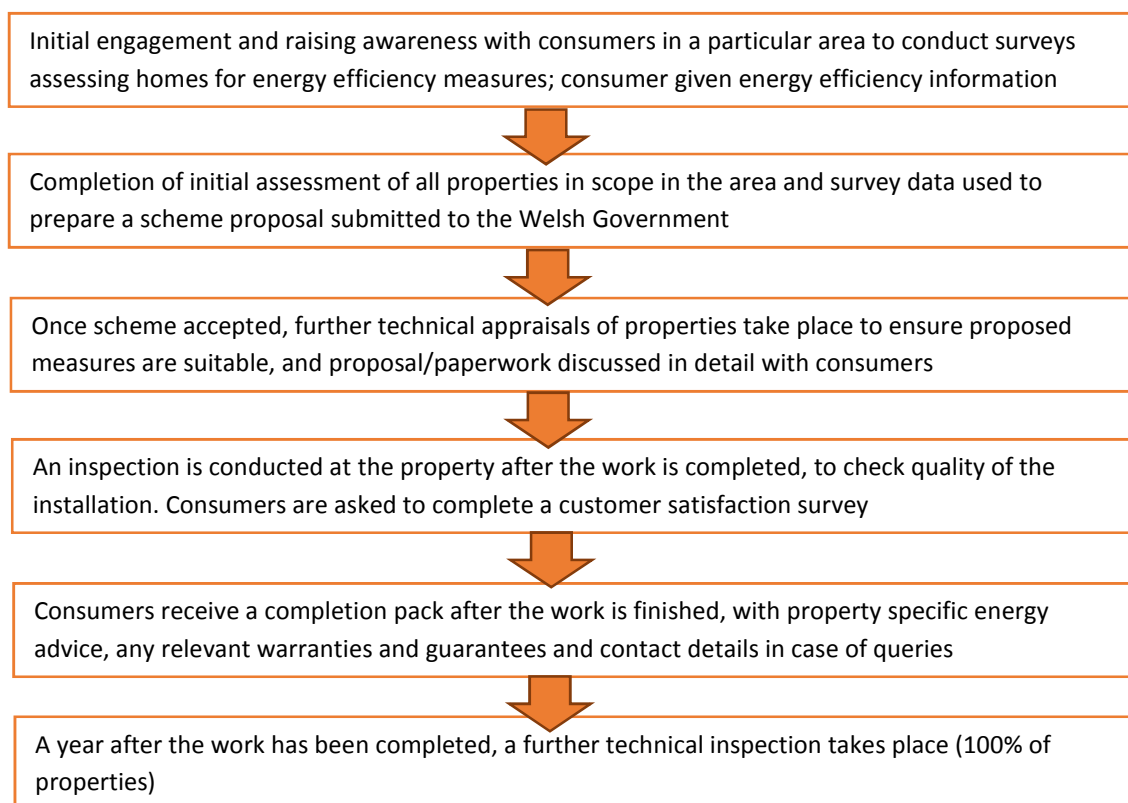 Initial engagement and raising awareness with consumers in a particular area to conduct surveys
assessing homes for energy efficiency measures; consumer given energy efficiency information
Completion of initial assessment of all properties in scope in the area and survey data used to
prepare a scheme proposal submitted to the Welsh Government
Once scheme accepted, further technical appraisals of properties take place to ensure proposed
measures are suitable, and proposal/paperwork discussed in detail with consumers
An inspection is conducted at the property after the work is completed, to check quality of the
installation. Consumers are asked to complete a customer satisfaction survey
Consumers receive a completion pack after the work is finished, with property specific energy
advice, any relevant warranties and guarantees and contact details in case of queries
A year after the work has been completed, a further technical inspection takes place (100% of
properties)